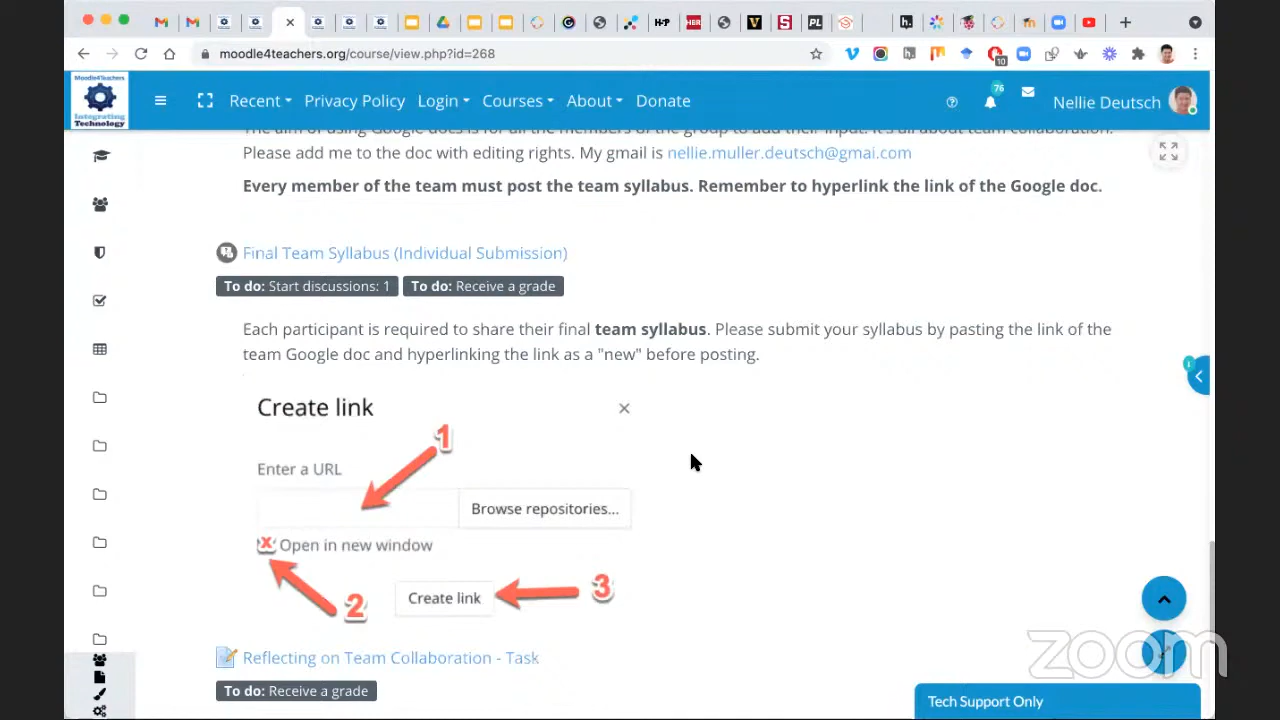 moodle4teachers.org/course/view.php?id=268
10
Moodle4Teachers
Integrating
Technology
Recent
Privacy Policy
Login
Courses
About
Donate
76
Nellie Deutsch
The aim of using Google docs is for all the members of the group to add their input. It's all about team collaboration.
Please add me to the doc with editing rights. My gmail is nellie.muller.deutsch@gmai.com
Every member of the team must post the team syllabus. Remember to hyperlink the link of the Google doc.
Final Team Syllabus (Individual Submission)
To do: Start discussions: 1
To do: Receive a grade
Each participant is required to share their final team syllabus. Please submit your syllabus by pasting the link of the
team Google doc and hyperlinking the link as a "new" before posting.
Create link
1
Enter a URL
Browse repositories...
x Open in new window
2
Create link
3
Reflecting on Team Collaboration - Task
To do: Receive a grade
zoom
Tech Support Only